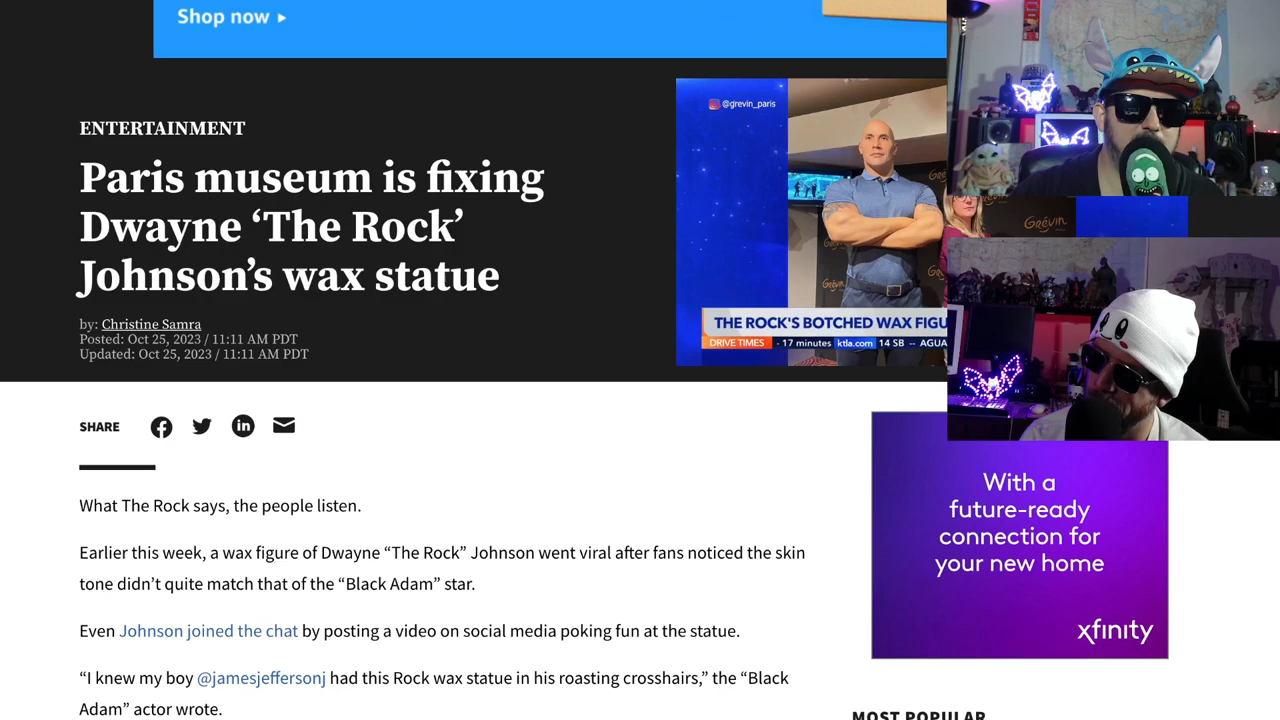 Shop now ▸
ENTERTAINMENT
Paris museum is fixing
Dwayne ‘The Rock’
Johnson’s wax statue
by: Christine Samra
Posted: Oct 25, 2023 / 11:11 AM PDT
Updated: Oct 25, 2023 / 11:11 AM PDT
@grevin_paris
Grévin
THE ROCK'S BOTCHED WAX FIGU
DRIVE TIMES - 17 minutes ktla.com 14 SB -- AGUA
SHARE
What The Rock says, the people listen.
Earlier this week, a wax figure of Dwayne “The Rock” Johnson went viral after fans noticed the skin
tone didn’t quite match that of the “Black Adam” star.
Even Johnson joined the chat by posting a video on social media poking fun at the statue.
“I knew my boy @jamesjeffersonj had this Rock wax statue in his roasting crosshairs,” the “Black
Adam” actor wrote.
With a
future-ready
connection for
your new home
xfinity
MOST POPULAR